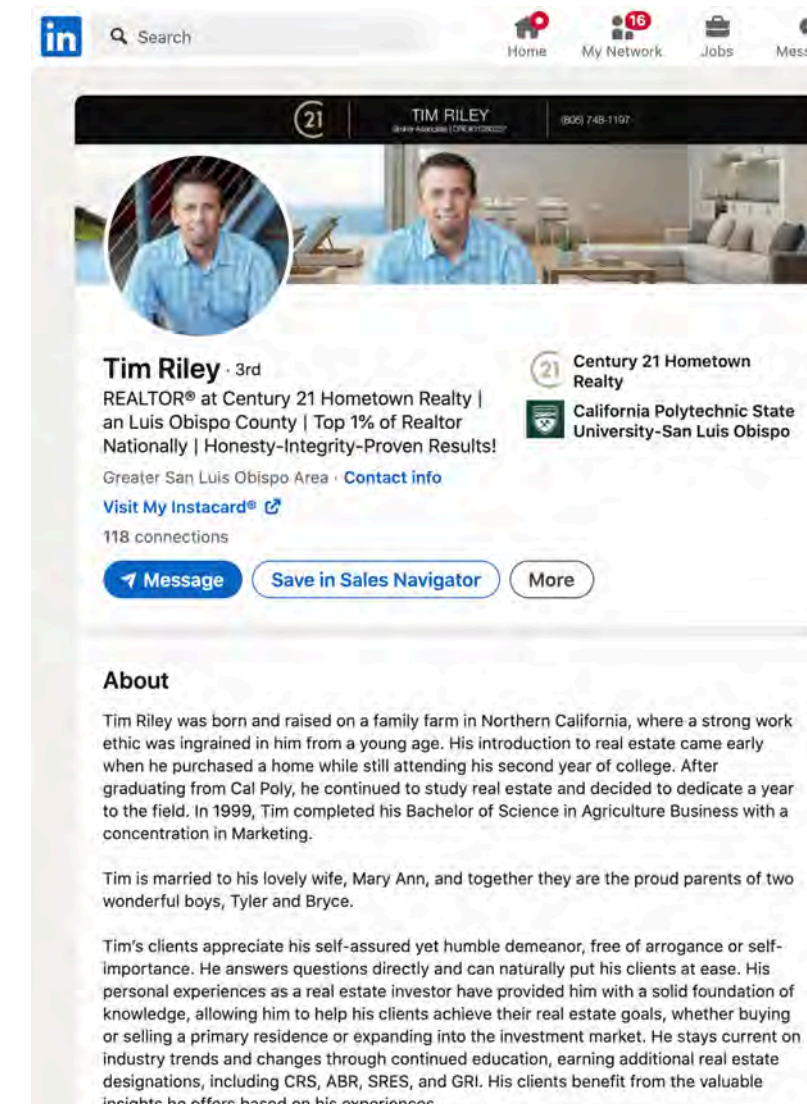 in
Search
Home
16
My Network
Jobs
Mess
21
TIM RILEY
(805) 748-1197
Tim Riley · 3rd
REALTOR® at Century 21 Hometown Realty |
an Luis Obispo County | Top 1% of Realtor
Nationally | Honesty-Integrity-Proven Results!
Greater San Luis Obispo Area · Contact info
Visit My Instacard®
118 connections
21
Century 21 Hometown
Realty
California Polytechnic State
University-San Luis Obispo
Message
Save in Sales Navigator
More
About
Tim Riley was born and raised on a family farm in Northern California, where a strong work
ethic was ingrained in him from a young age. His introduction to real estate came early
when he purchased a home while still attending his second year of college. After
graduating from Cal Poly, he continued to study real estate and decided to dedicate a year
to the field. In 1999, Tim completed his Bachelor of Science in Agriculture Business with a
concentration in Marketing.
Tim is married to his lovely wife, Mary Ann, and together they are the proud parents of two
wonderful boys, Tyler and Bryce.
Tim's clients appreciate his self-assured yet humble demeanor, free of arrogance or self-
importance. He answers questions directly and can naturally put his clients at ease. His
personal experiences as a real estate investor have provided him with a solid foundation of
knowledge, allowing him to help his clients achieve their real estate goals, whether buying
or selling a primary residence or expanding into the investment market. He stays current on
industry trends and changes through continued education, earning additional real estate
designations, including CRS, ABR, SRES, and GRI. His clients benefit from the valuable
insights he offers based on his experiences